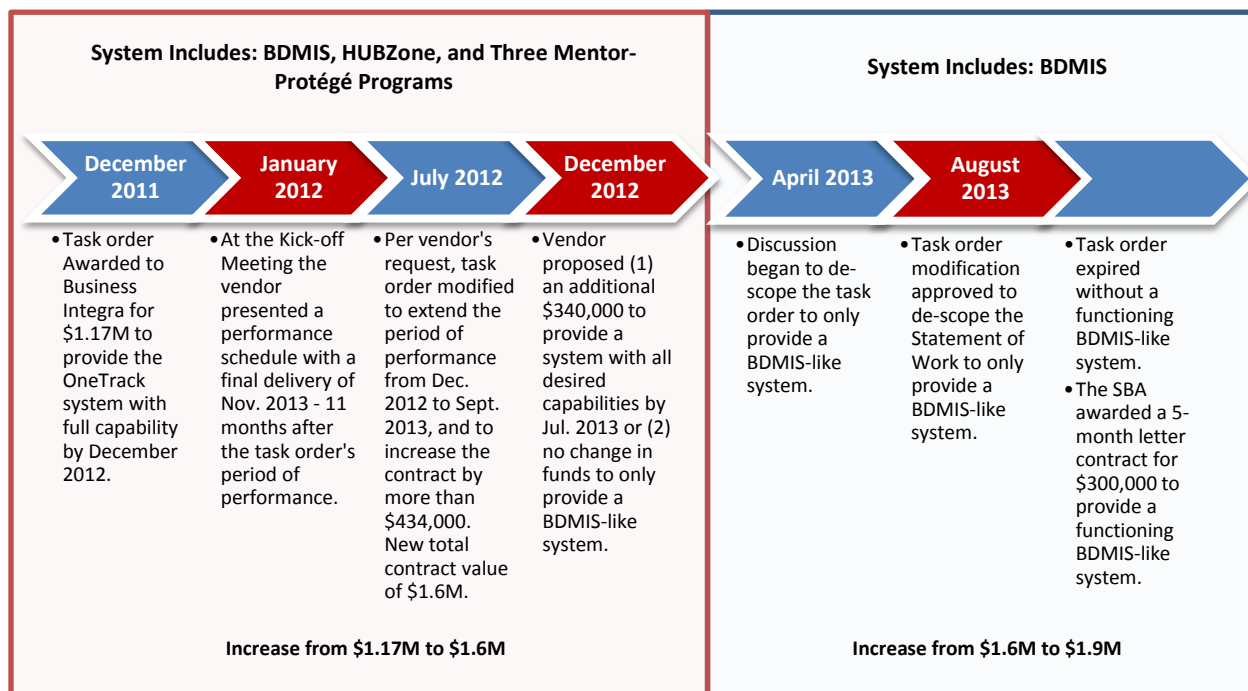 System Includes: BDMIS, HUBZone, and Three Mentor-
Protégé Programs
December
2011
•Task order
Awarded to
Business
Integra for
$1.17M to
provide the
OneTrack
system with
full capability
by December
2012.
January
2012
•At the Kick-off
Meeting the
vendor
presented a
performance
schedule with a
final delivery of
Nov. 2013 - 11
months after
the task order's
period of
performance.
July 2012
•Per vendor's
request, task
order modified
to extend the
period of
performance
from Dec.
2012 to Sept.
2013, and to
increase the
contract by
more than
$434,000.
New total
contract value
of $1.6M.
December
2012
•Vendor
proposed (1)
an additional
$340,000 to
provide a
system with all
desired
capabilities by
Jul. 2013 or (2)
no change in
funds to only
provide a
BDMIS-like
system.
Increase from $1.17M to $1.6M
System Includes: BDMIS
April 2013
•Discussion
began to de-
scope the task
order to only
provide a
BDMIS-like
system.
August
2013
•Task order
modification
approved to
de-scope the
Statement of
Work to only
provide a
BDMIS-like
system.
•Task order
expired
without a
functioning
BDMIS-like
system.
•The SBA
awarded a 5-
month letter
contract for
$300,000 to
provide a
functioning
BDMIS-like
system.
Increase from $1.6M to $1.9M